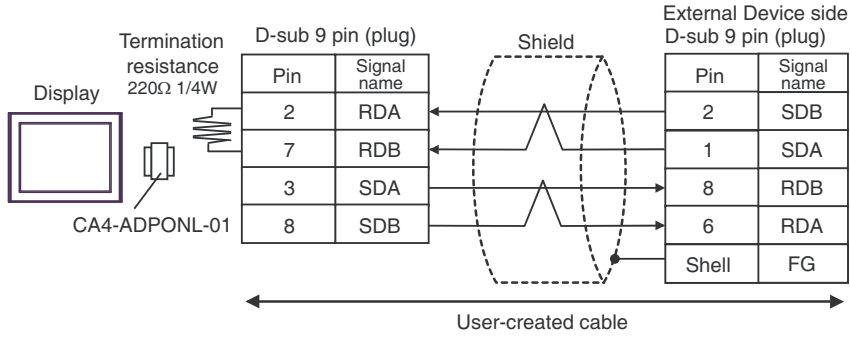 External Device side
D-sub 9 pin (plug)
D-sub 9 pin (plug)
Shield
Termination
resistance
220Ω 1/4W
Display
CA4-ADPONL-01
Pin Signal name
2 RDA
7 RDB
3 SDA
8 SDB
Pin Signal name
2 SDB
1 SDA
8 RDB
6 RDA
Shell FG
User-created cable